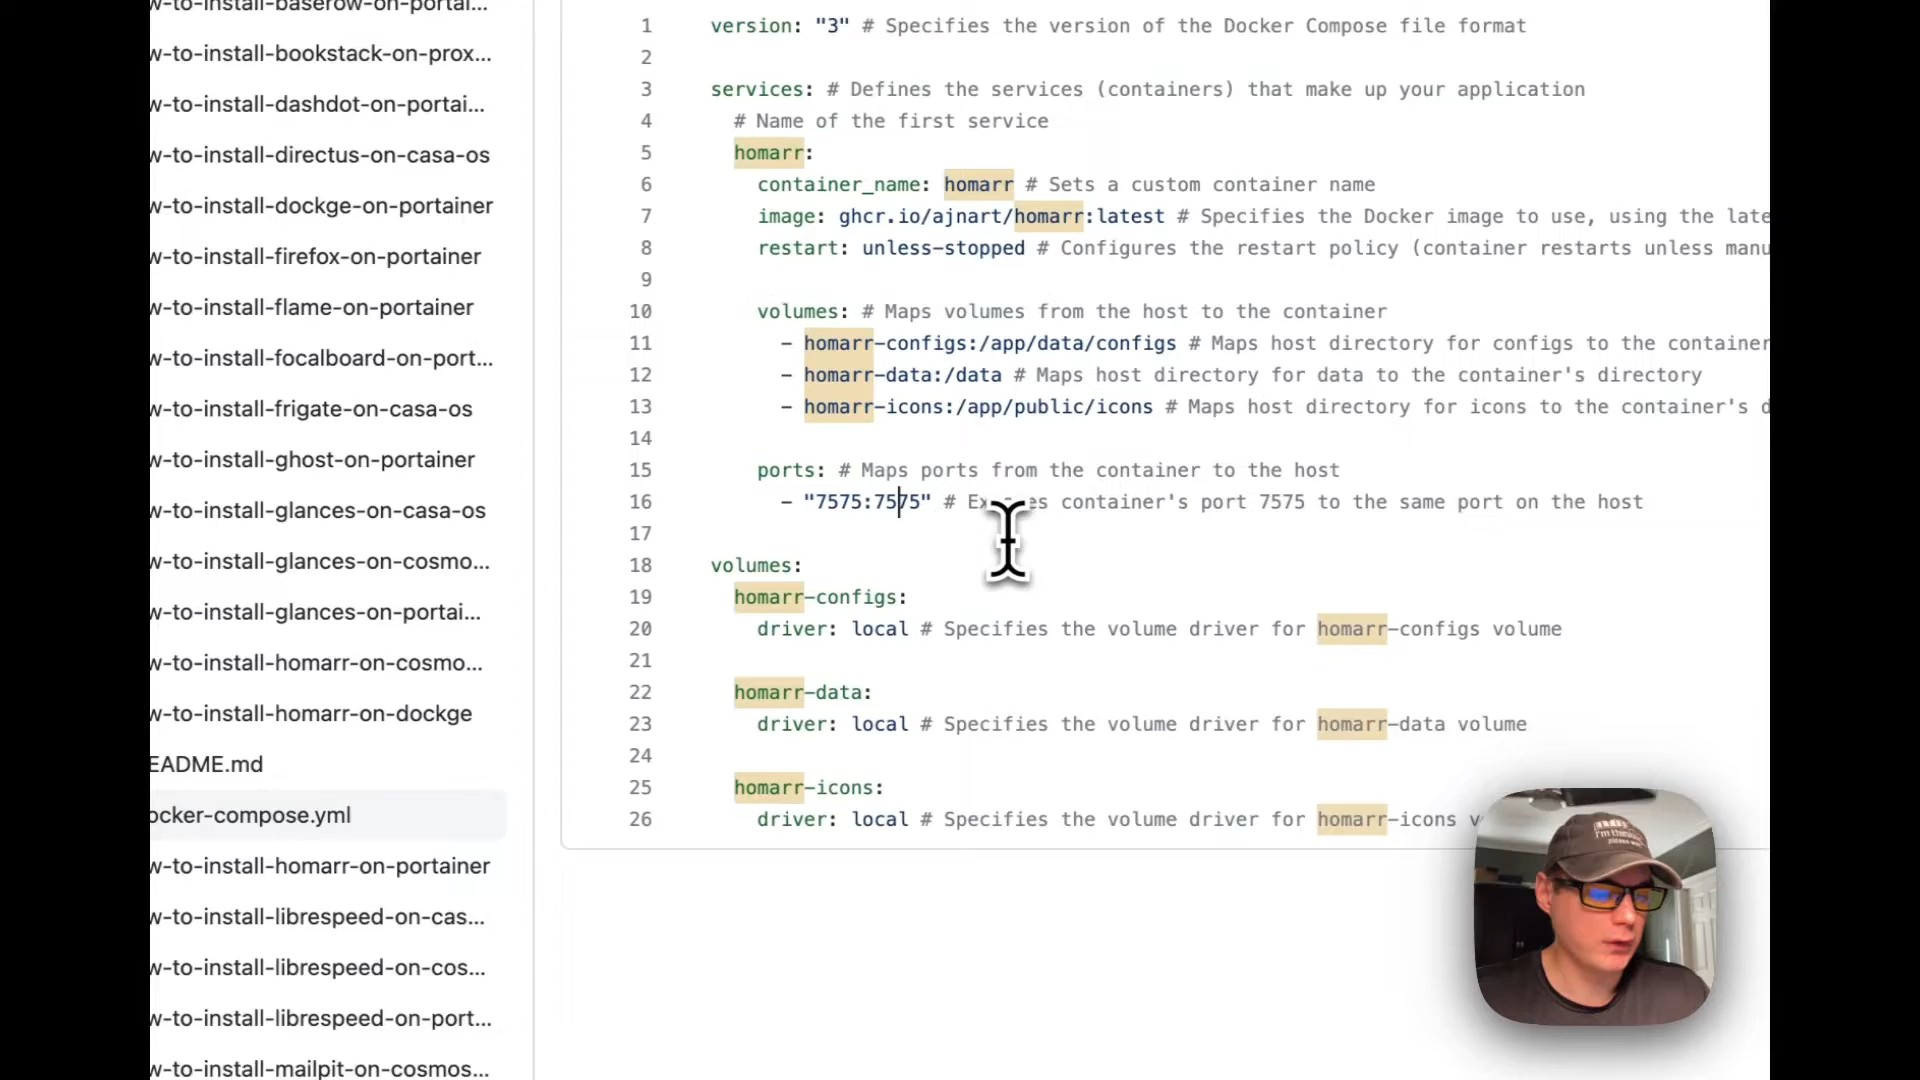 w-to-install-baserow-on-portai...
w-to-install-bookstack-on-prox...
w-to-install-dashdot-on-portai...
w-to-install-directus-on-casa-os
w-to-install-dockge-on-portainer
w-to-install-firefox-on-portainer
w-to-install-flame-on-portainer
w-to-install-focalboard-on-port...
w-to-install-frigate-on-casa-os
w-to-install-ghost-on-portainer
w-to-install-glances-on-casa-os
w-to-install-glances-on-cosmo...
w-to-install-glances-on-portai...
w-to-install-homarr-on-cosmo...
w-to-install-homarr-on-dockge
EADME.md
ocker-compose.yml
w-to-install-homarr-on-portainer
w-to-install-librespeed-on-cas...
w-to-install-librespeed-on-cos...
w-to-install-librespeed-on-port...
w-to-install-mailpit-on-cosmos...
1 version: "3" # Specifies the version of the Docker Compose file format
2
3 services: # Defines the services (containers) that make up your application
4 # Name of the first service
5 homarr:
6 container_name: homarr # Sets a custom container name
7 image: ghcr.io/ajnart/homarr:latest # Specifies the Docker image to use, using the late
8 restart: unless-stopped # Configures the restart policy (container restarts unless manu
9
10 volumes: # Maps volumes from the host to the container
11 - homarr-configs:/app/data/configs # Maps host directory for configs to the container
12 - homarr-data:/data # Maps host directory for data to the container's directory
13 - homarr-icons:/app/public/icons # Maps host directory for icons to the container's d
14
15 ports: # Maps ports from the container to the host
16 - "7575:7575" # container's port 7575 to the same port on the host
17
18 volumes:
19 homarr-configs:
20 driver: local # Specifies the volume driver for homarr-configs volume
21
22 homarr-data:
23 driver: local # Specifies the volume driver for homarr-data volume
24
25 homarr-icons:
26 driver: local # Specifies the volume driver for homarr-icons v